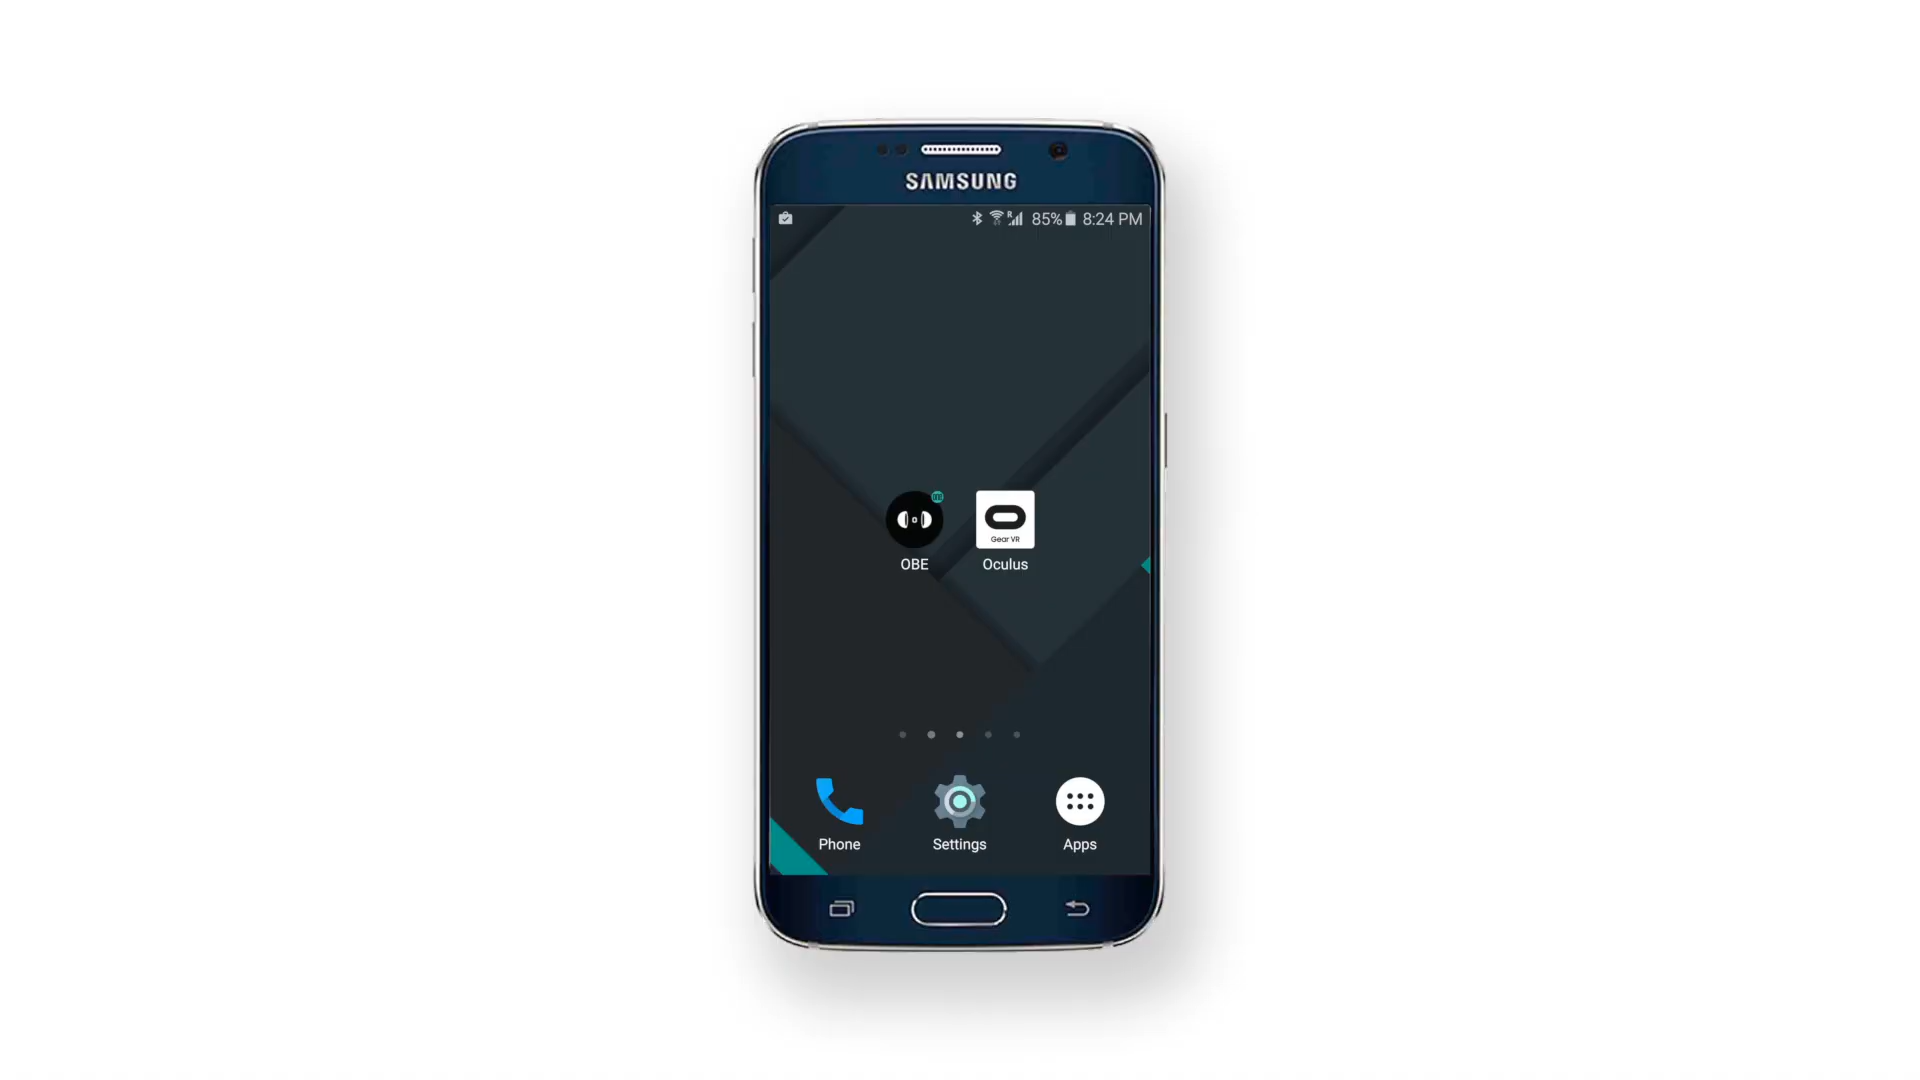 SAMSUNG
85% 8:24 PM
Gear VR
OBE
Oculus
Phone
Settings
Apps